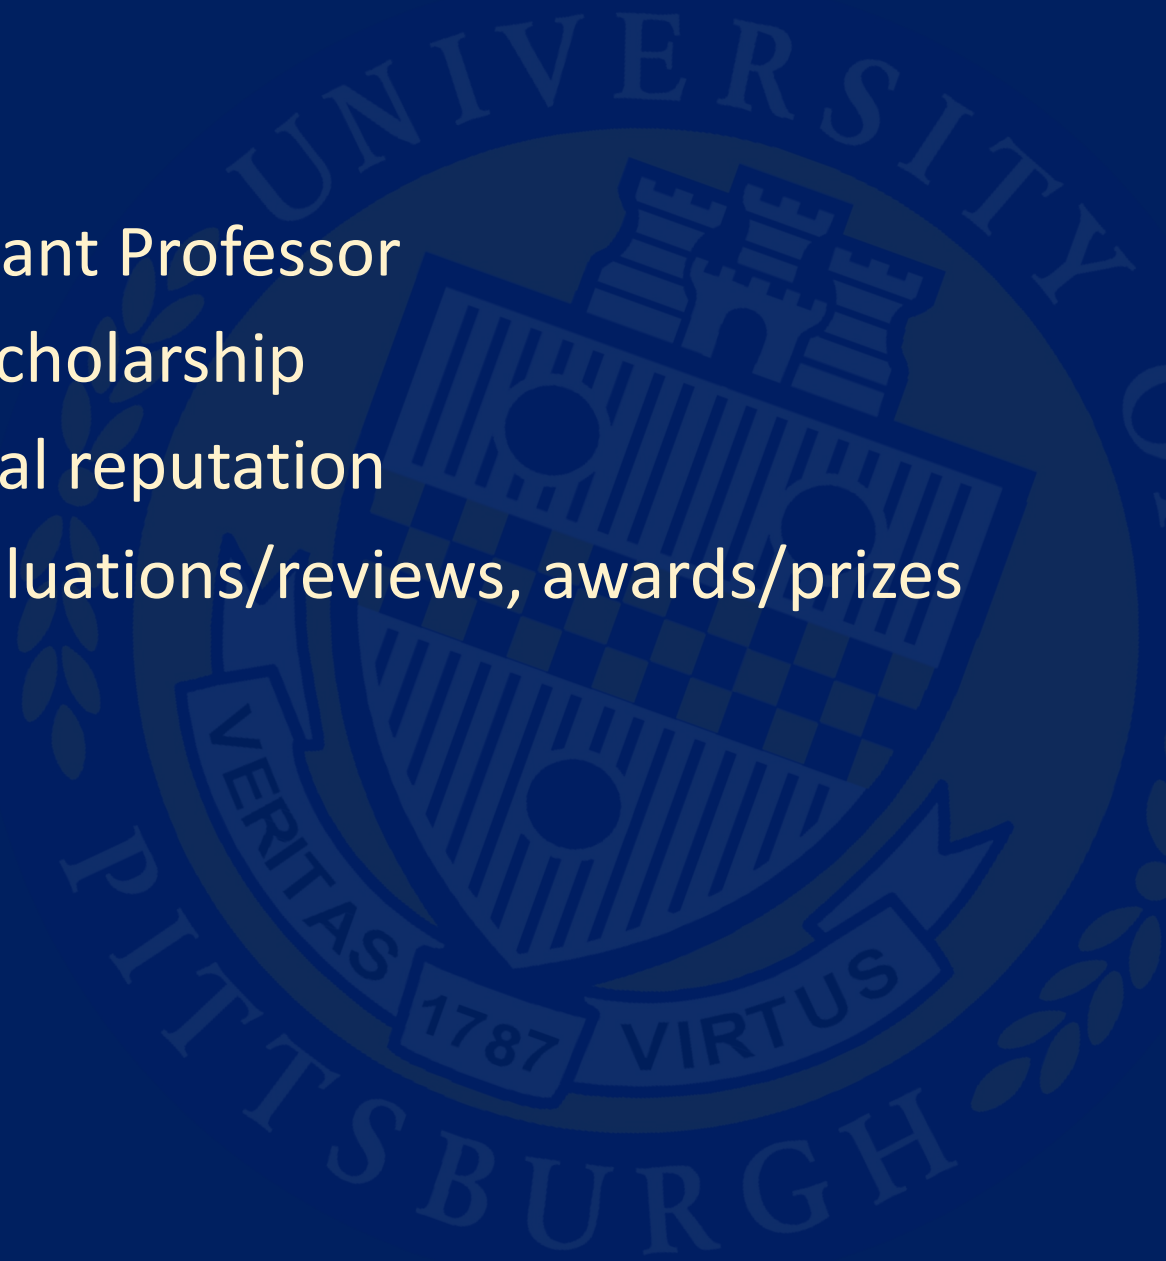 UNIVERSITY O
ant Professor
cholarship
al reputation
luations/reviews, awards/prizes
VERITAS
1787
VIRTUS
PITTSBURGH